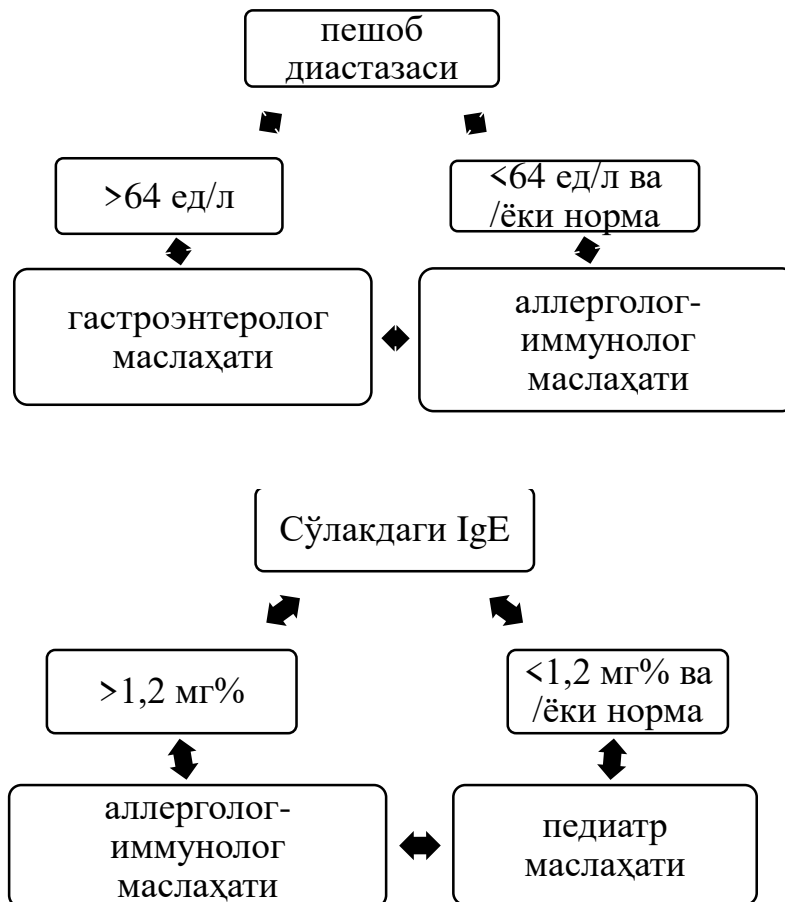 пешоб
диастазаси
>64 ед/л
<64 ед/л ва
/ёки норма
гастроэнтеролог
маслаҳати
аллерголог-
иммунолог
маслаҳати
Сўлакдаги IgE
>1,2 мг%
<1,2 мг% ва
/ёки норма
аллерголог-
иммунолог
маслаҳати
педиатр
маслаҳати